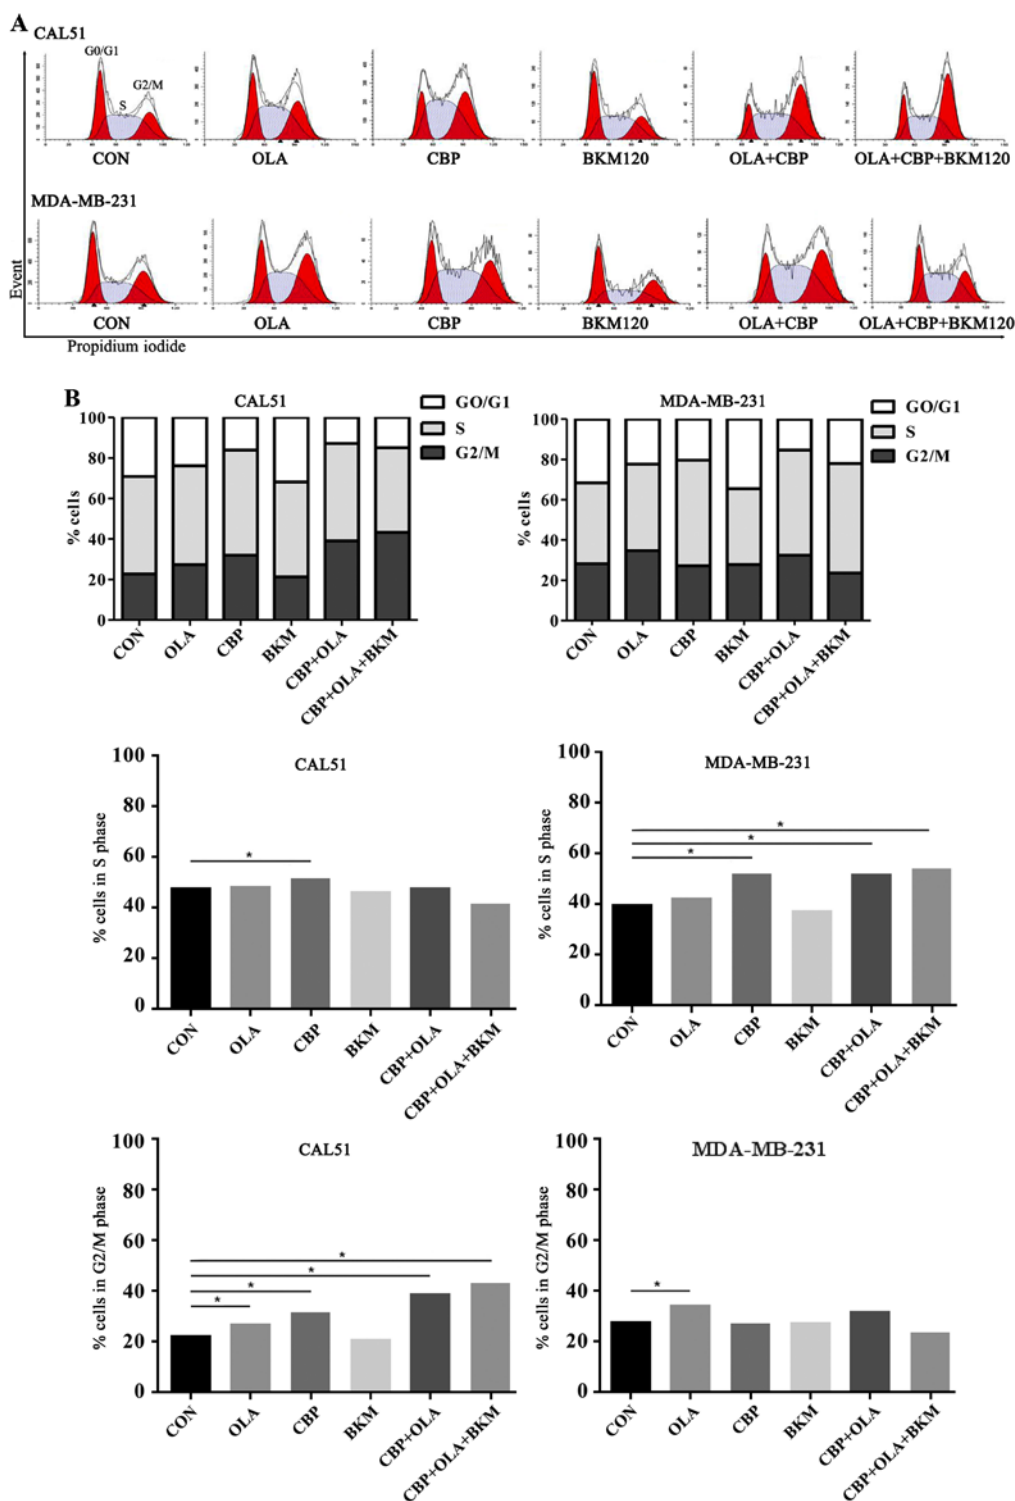 A
CAL51
G0/G1
S
G2/M
CON
OLA
CBP
BKM120
OLA+CBP
OLA+CBP+BKM120
MDA-MB-231
Event
CON
OLA
CBP
BKM120
OLA+CBP
OLA+CBP+BKM120
Propidium iodide
B
CAL51
GO/G1
S
G2/M
% cells
100
80
60
40
20
0
CON
OLA
CBP
BKM
CBP+OLA
CBP+OLA+BKM
MDA-MB-231
GO/G1
S
G2/M
% cells
100
80
60
40
20
0
CON
OLA
CBP
BKM
CBP+OLA
CBP+OLA+BKM
CAL51
% cells in S phase
100
80
60
40
20
0
*
CON
OLA
CBP
BKM
CBP+OLA
CBP+OLA+BKM
MDA-MB-231
% cells in S phase
100
80
60
40
20
0
*
*
*
CON
OLA
CBP
BKM
CBP+OLA
CBP+OLA+BKM
CAL51
% cells in G2/M phase
100
80
60
40
20
0
*
*
*
*
CON
OLA
CBP
BKM
CBP+OLA
CBP+OLA+BKM
MDA-MB-231
% cells in G2/M phase
100
80
60
40
20
0
*
CON
OLA
CBP
BKM
CBP+OLA
CBP+OLA+BKM